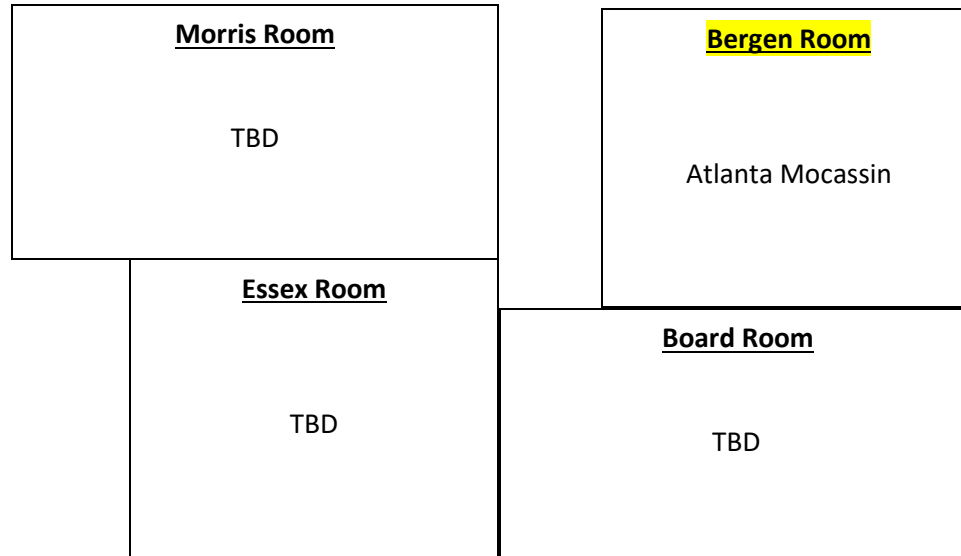 Morris Room
TBD
Bergen Room
Atlanta Mocassin
Essex Room
TBD
Board Room
TBD